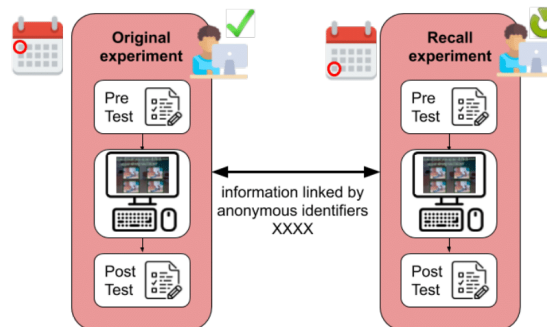 Original
experiment
Pre
Test
Post
Test
information linked by
anonymous identifiers
XXXX
Recall
experiment
Pre
Test
Post
Test